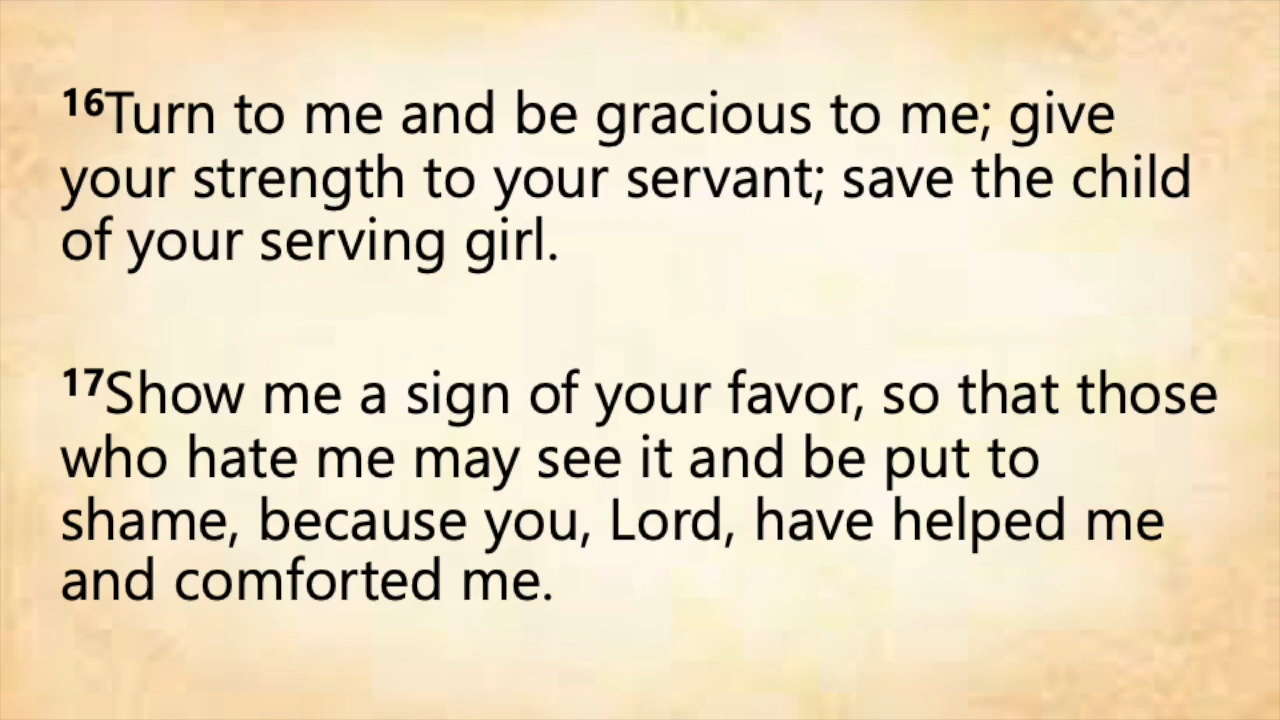 16Turn to me and be gracious to me; give
your strength to your servant; save the child
of your serving girl.
17Show me a sign of your favor, so that those
who hate me may see it and be put to
shame, because you, Lord, have helped me
and comforted me.